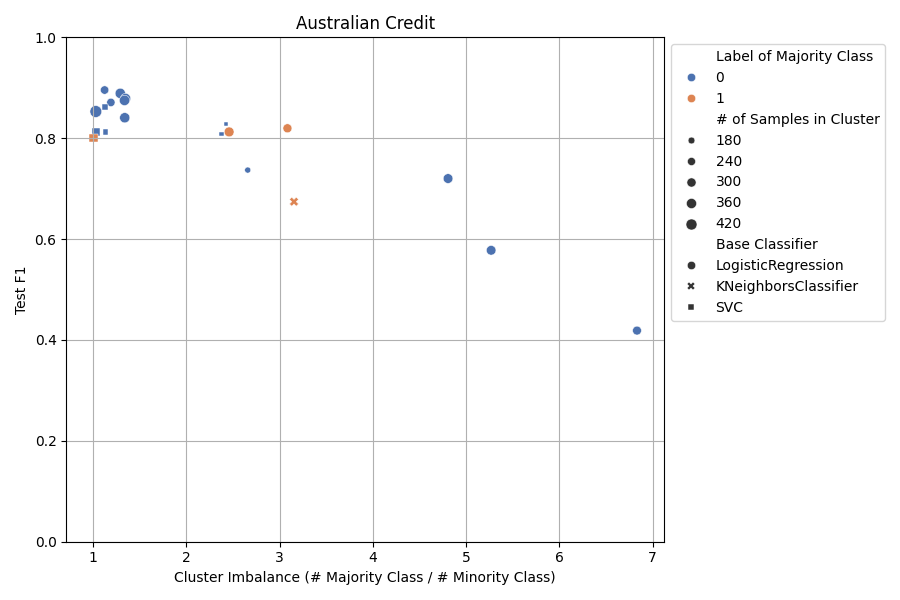 Australian Credit
1.0
0.8
0.6
0.4
0.2
0.0
Test F1
1
2
3
4
5
6
7
Cluster Imbalance (# Majority Class / # Minority Class)
Label of Majority Class
0
1
# of Samples in Cluster
180
240
300
360
420
Base Classifier
LogisticRegression
KNeighborsClassifier
SVC